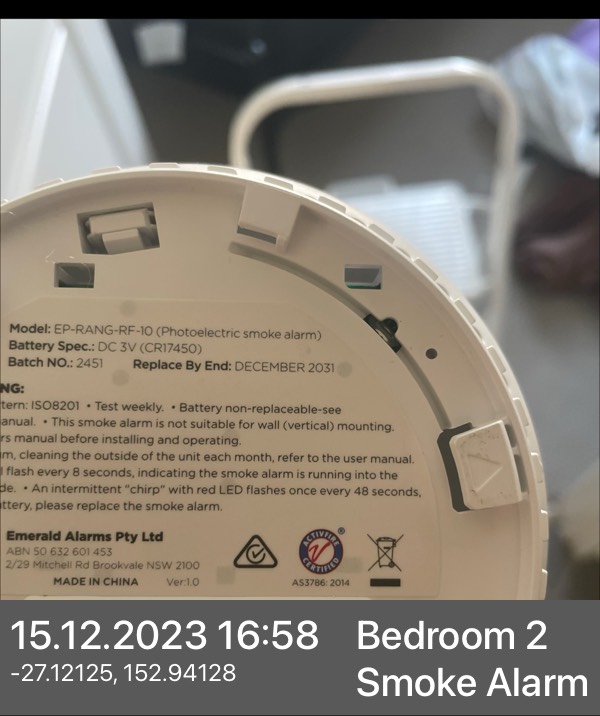 Model: EP-RANG-RF-10 (Photoelectric smoke alarm)
Battery Spec.: DC 3V (CR17450)
Batch NO.: 2451 Replace By End: DECEMBER 2031
NG:
tern: ISO8201 • Test weekly. • Battery non-replaceable-see
anual. • This smoke alarm is not suitable for wall (vertical) mounting.
rs manual before installing and operating.
m, cleaning the outside of the unit each month, refer to the user manual.
flash every 8 seconds, indicating the smoke alarm is running into the
de. • An intermittent "chirp" with red LED flashes once every 48 seconds,
ttery, please replace the smoke alarm.
Emerald Alarms Pty Ltd
ABN 50 632 601 453
2/29 Mitchell Rd Brookvale NSW 2100
MADE IN CHINA Ver:1.0
ACTIVFIRE
CERTIFIED
®
AS3786: 2014
15.12.2023 16:58
-27.12125, 152.94128
Bedroom 2
Smoke Alarm